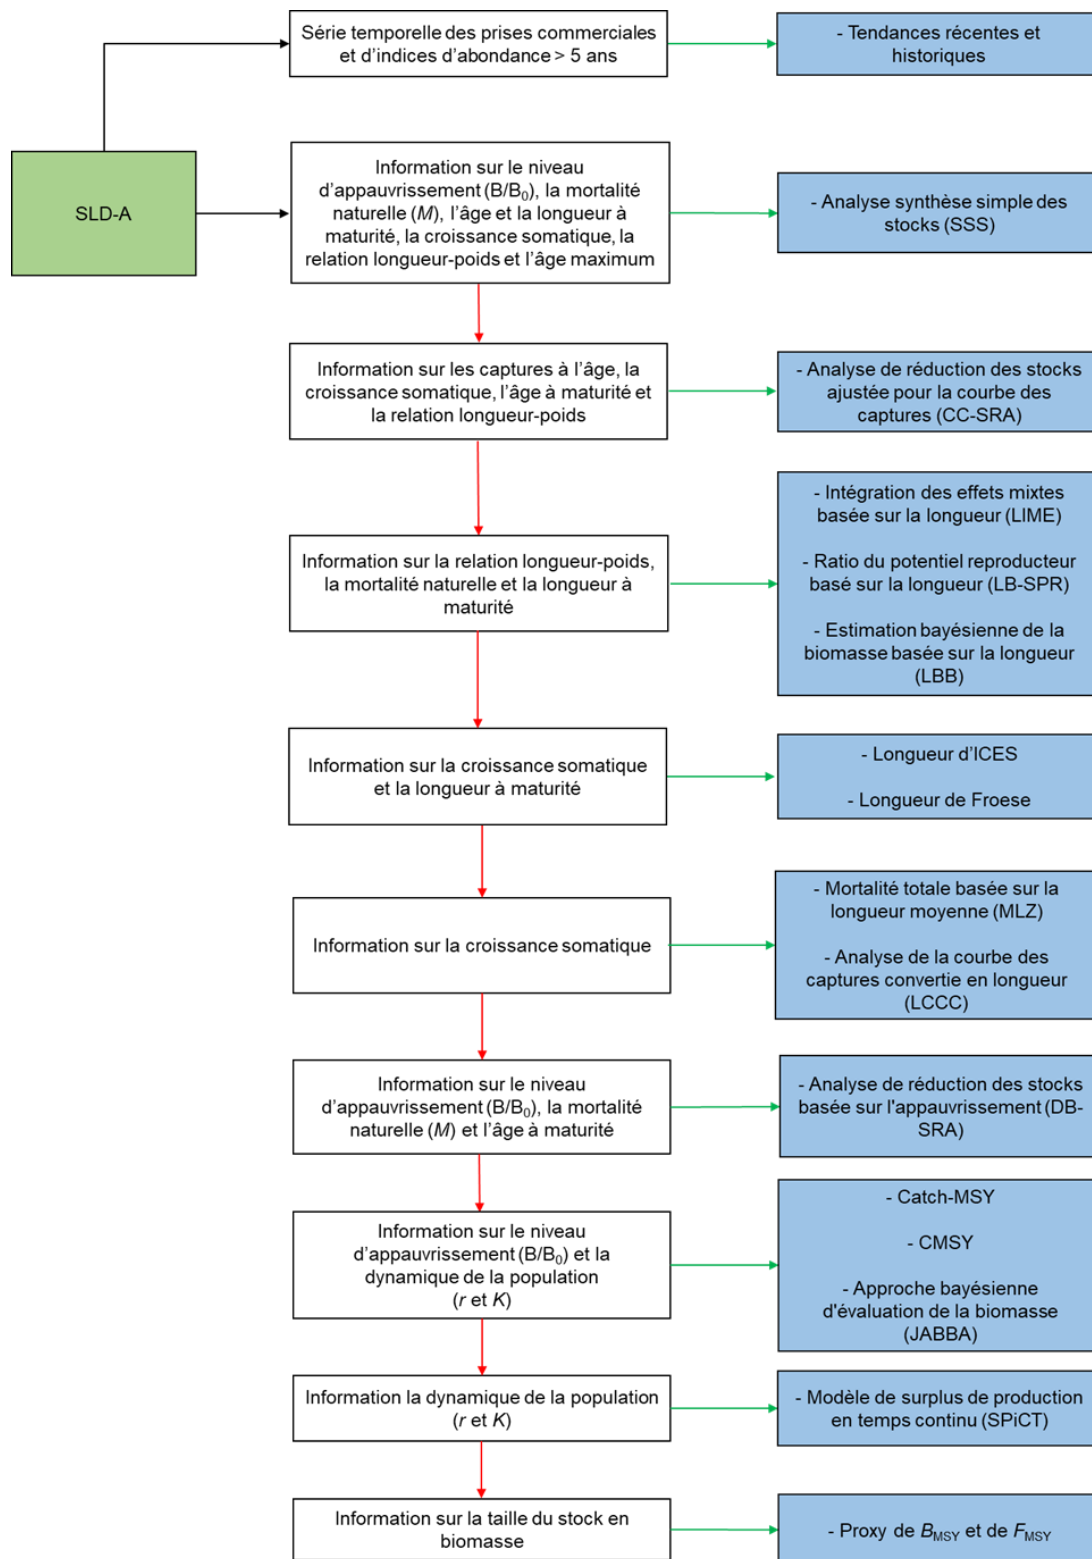 Série temporelle des prises commerciales
et d'indices d'abondance > 5 ans
- Tendances récentes et
historiques
SLD-A
Information sur le niveau
d'appauvrissement (B/B₀), la mortalité
naturelle (M), l'âge et la longueur à
maturité, la croissance somatique, la
relation longueur-poids et l'âge maximum
- Analyse synthèse simple des
stocks (SSS)
Information sur les captures à l'âge, la
croissance somatique, l'âge à maturité et
la relation longueur-poids
- Analyse de réduction des stocks
ajustée pour la courbe des
captures (CC-SRA)
Information sur la relation longueur-poids,
la mortalité naturelle et la longueur à
maturité
- Intégration des effets mixtes
basée sur la longueur (LIME)
- Ratio du potentiel reproducteur
basé sur la longueur (LB-SPR)
- Estimation bayésienne de la
biomasse basée sur la longueur
(LBB)
Information sur la croissance somatique
et la longueur à maturité
- Longueur d'ICES
- Longueur de Froese
Information sur la croissance somatique
- Mortalité totale basée sur la
longueur moyenne (MLZ)
- Analyse de la courbe des
captures convertie en longueur
(LCCC)
Information sur le niveau
d'appauvrissement (B/B₀), la mortalité
naturelle (M) et l'âge à maturité
- Analyse de réduction des stocks
basée sur l'appauvrissement (DB-
SRA)
Information sur le niveau
d'appauvrissement (B/B₀) et la
dynamique de la population
(r et K)
- Catch-MSY
- CMSY
- Approche bayésienne
d'évaluation de la biomasse
(JABBA)
Information la dynamique de la population
(r et K)
- Modèle de surplus de production
en temps continu (SPiCT)
Information sur la taille du stock en
biomasse
- Proxy de B_MSY et de F_MSY